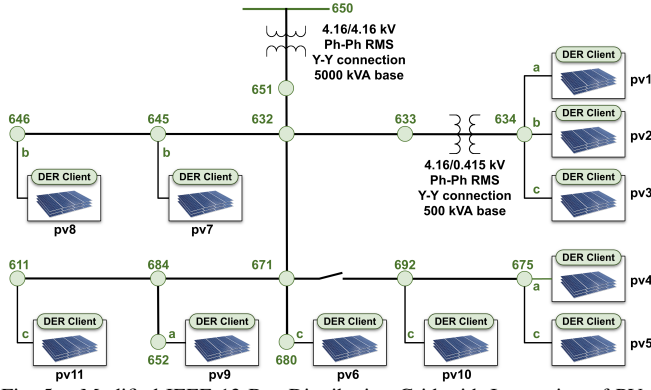 650
4.16/4.16 kV
Ph-Ph RMS
Y-Y connection
5000 kVA base
651
646
645
632
633
634
a
DER Client
pv1
b
DER Client
pv2
c
DER Client
pv3
4.16/0.415 kV
Ph-Ph RMS
Y-Y connection
500 kVA base
b
DER Client
pv8
b
DER Client
pv7
611
684
671
692
675
a
DER Client
pv4
c
DER Client
pv5
c
DER Client
pv11
652
a
DER Client
pv9
680
c
DER Client
pv6
c
DER Client
pv10